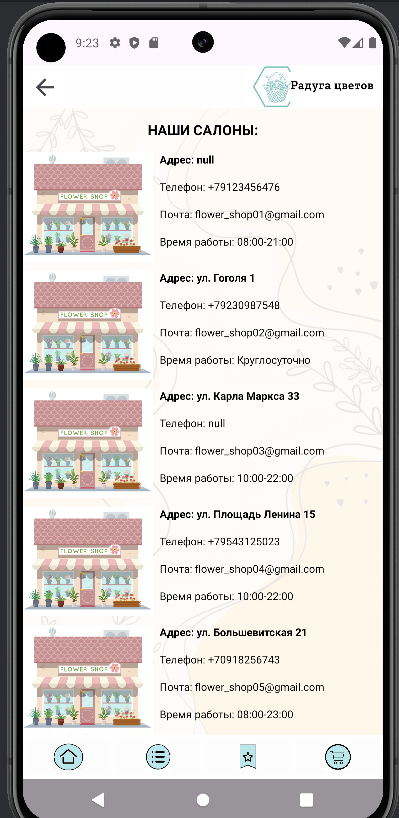 9:23
Радуга цветов
НАШИ САЛОНЫ:
FLOWER SHOP
Адрес: null
Телефон: +79123456476
Почта: flower_shop01@gmail.com
Время работы: 08:00-21:00
FLOWER SHOP
Адрес: ул. Гоголя 1
Телефон: +79230987548
Почта: flower_shop02@gmail.com
Время работы: Круглосуточно
FLOWER SHOP
Адрес: ул. Карла Маркса 33
Телефон: null
Почта: flower_shop03@gmail.com
Время работы: 10:00-22:00
FLOWER SHOP
Адрес: ул. Площадь Ленина 15
Телефон: +79543125023
Почта: flower_shop04@gmail.com
Время работы: 10:00-22:00
FLOWER SHOP
Адрес: ул. Большевитская 21
Телефон: +70918256743
Почта: flower_shop05@gmail.com
Время работы: 08:00-23:00